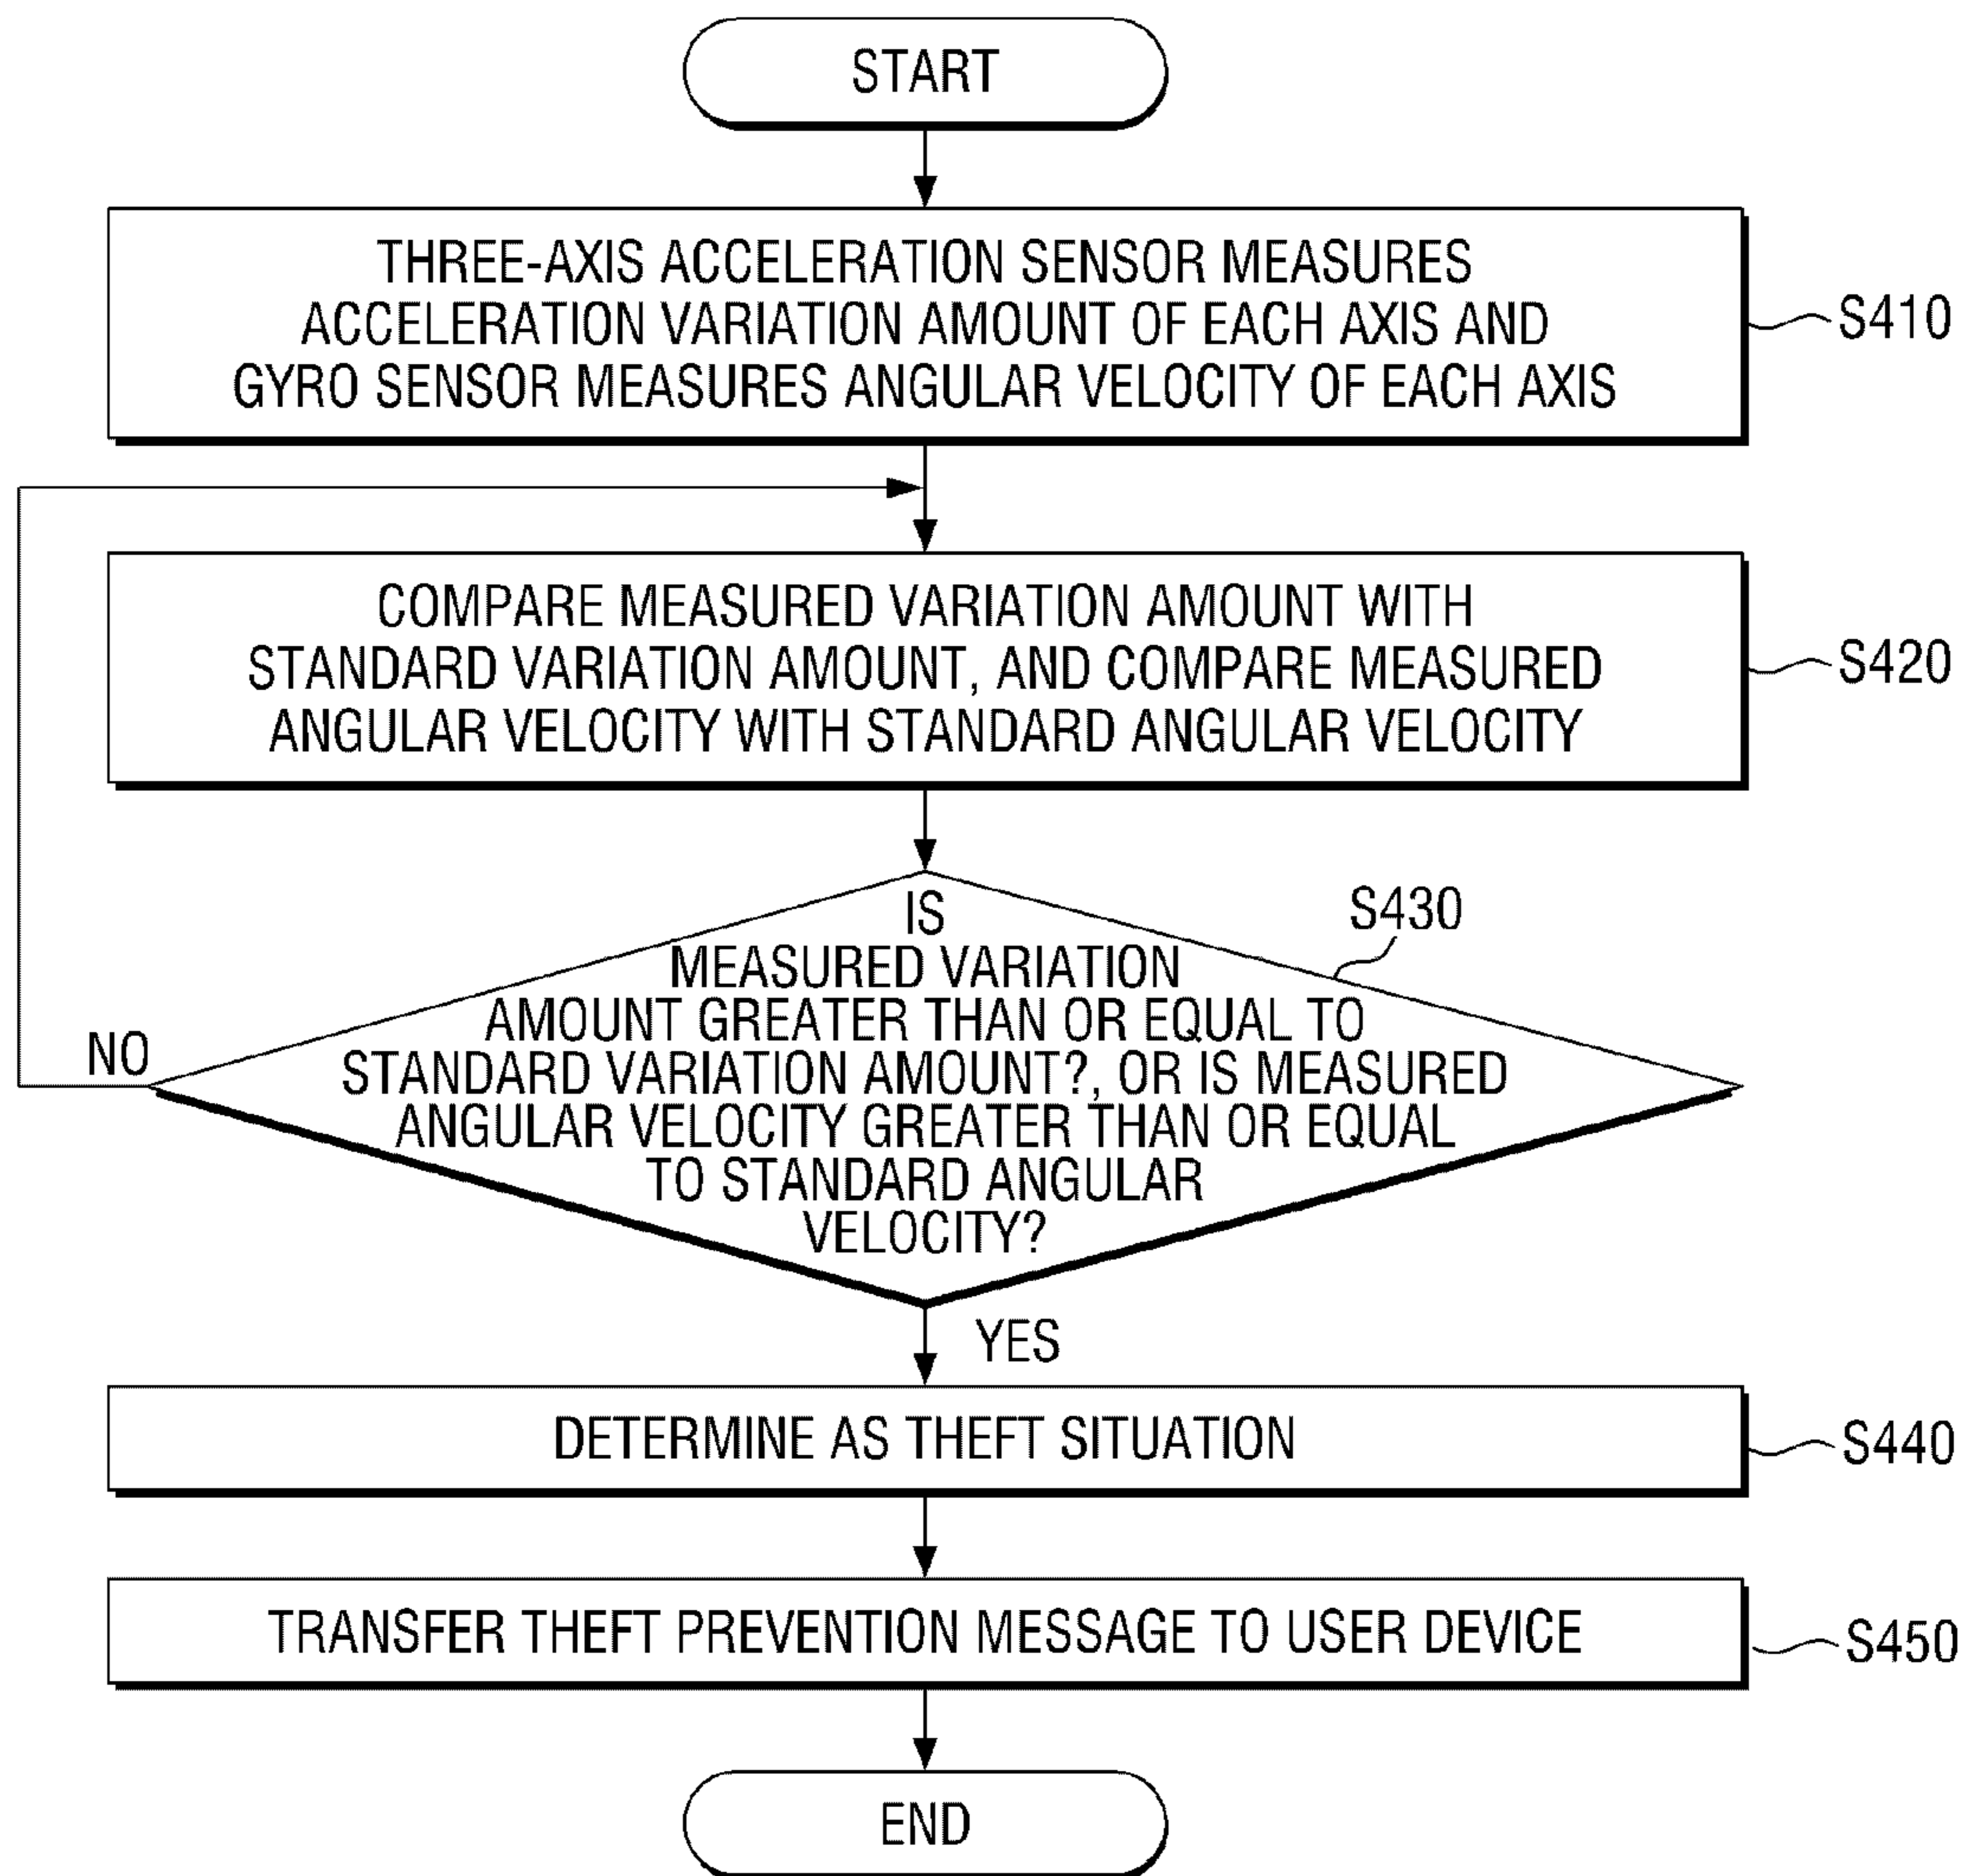 START
THREE-AXIS ACCELERATION SENSOR MEASURES
ACCELERATION VARIATION AMOUNT OF EACH AXIS AND
GYRO SENSOR MEASURES ANGULAR VELOCITY OF EACH AXIS
S410
COMPARE MEASURED VARIATION AMOUNT WITH
STANDARD VARIATION AMOUNT, AND COMPARE MEASURED
ANGULAR VELOCITY WITH STANDARD ANGULAR VELOCITY
S420
S430
IS
MEASURED VARIATION
AMOUNT GREATER THAN OR EQUAL TO
STANDARD VARIATION AMOUNT?, OR IS MEASURED
ANGULAR VELOCITY GREATER THAN OR EQUAL
TO STANDARD ANGULAR
VELOCITY?
NO
YES
DETERMINE AS THEFT SITUATION
S440
TRANSFER THEFT PREVENTION MESSAGE TO USER DEVICE
S450
END